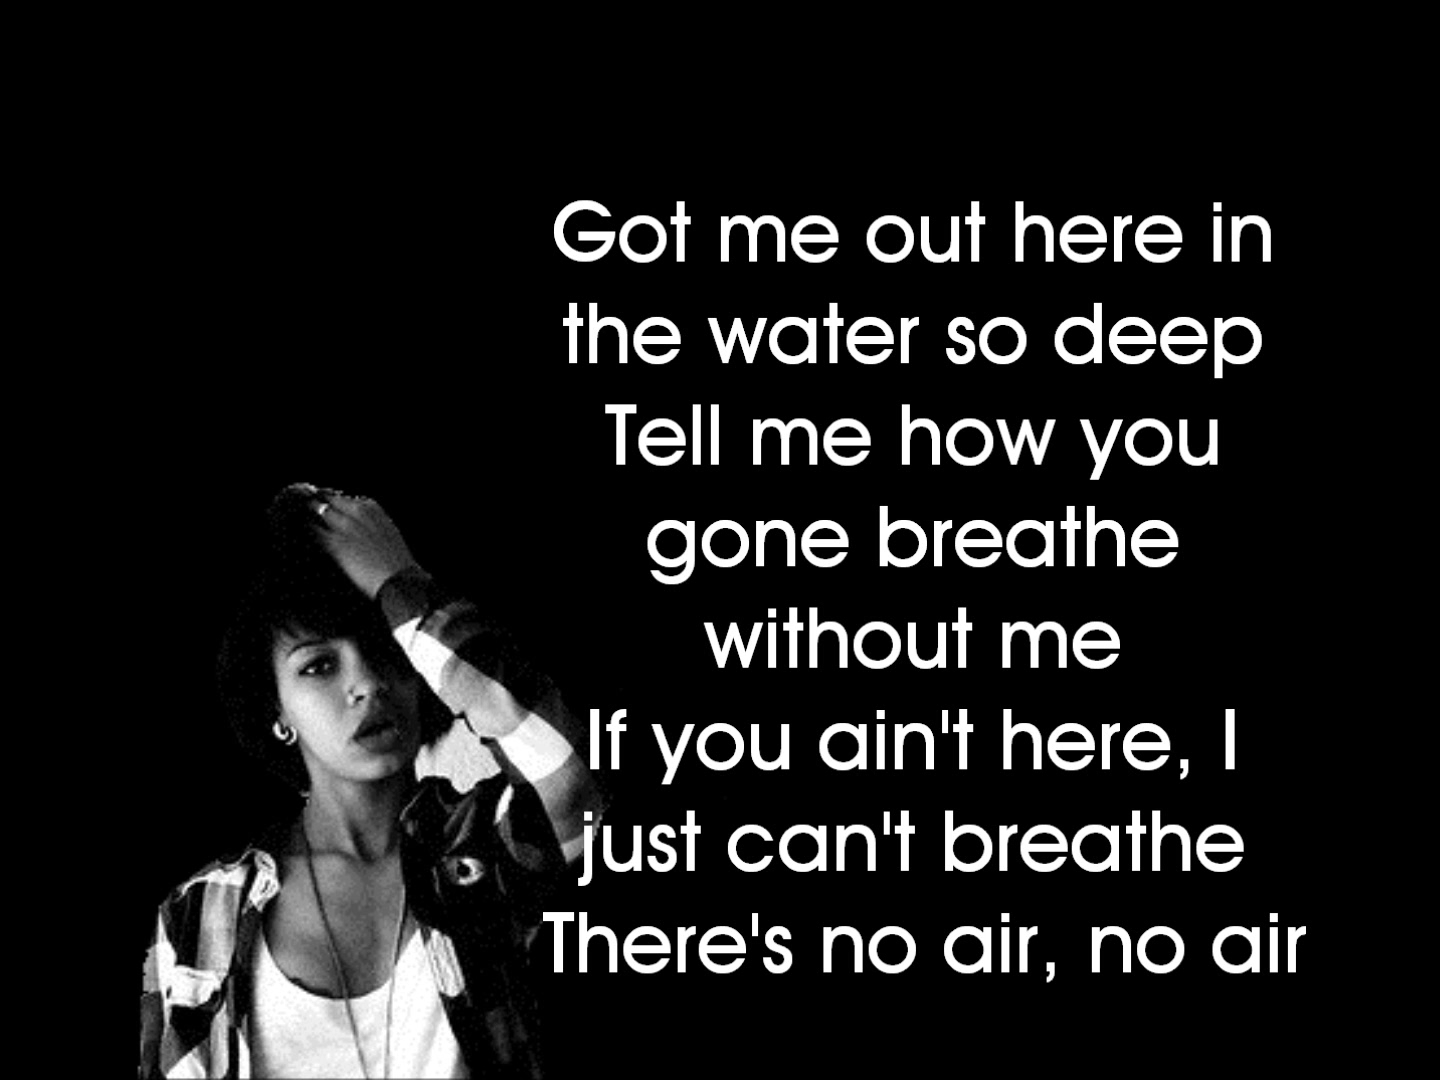 Got me out here in
the water so deep
Tell me how you
gone breathe
without me
If you ain't here, I
just can't breathe
There's no air, no air